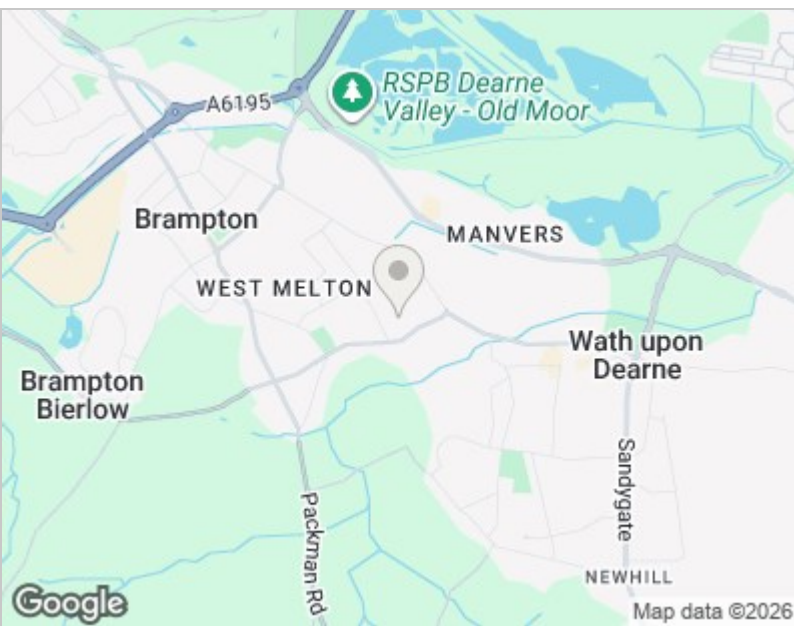 RSPB Dearne
Valley - Old Moor
A6195
Brampton
MANVERS
WEST MELTON
Wath upon
Dearne
Brampton
Bierlow
Sandygate
Packman Rd
NEWHILL
Google
Map data ©2026